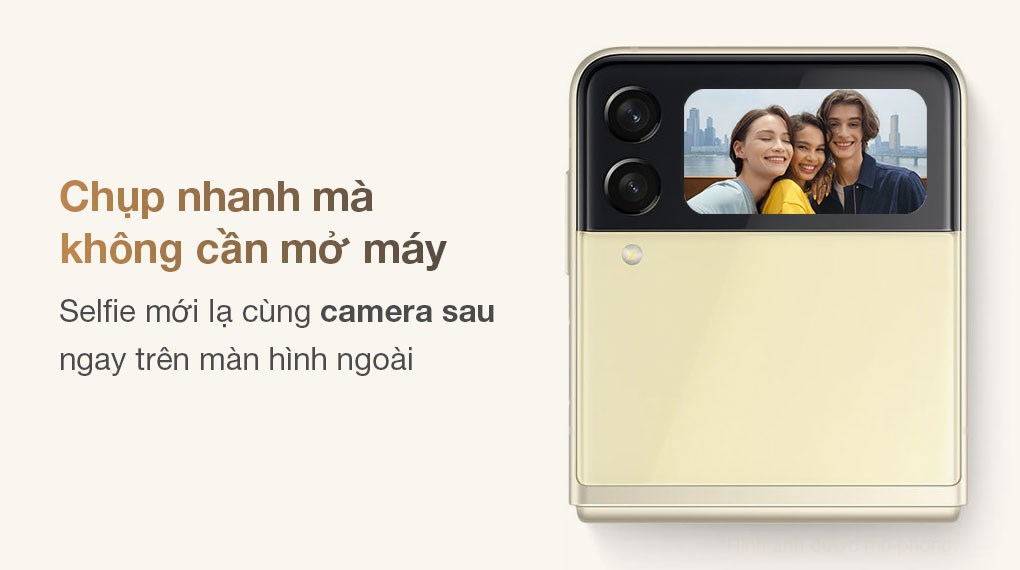 Chụp nhanh mà
không cần mở máy
Selfie mới lạ cùng camera sau
ngay trên màn hình ngoài
Hình ảnh được mô phỏng.